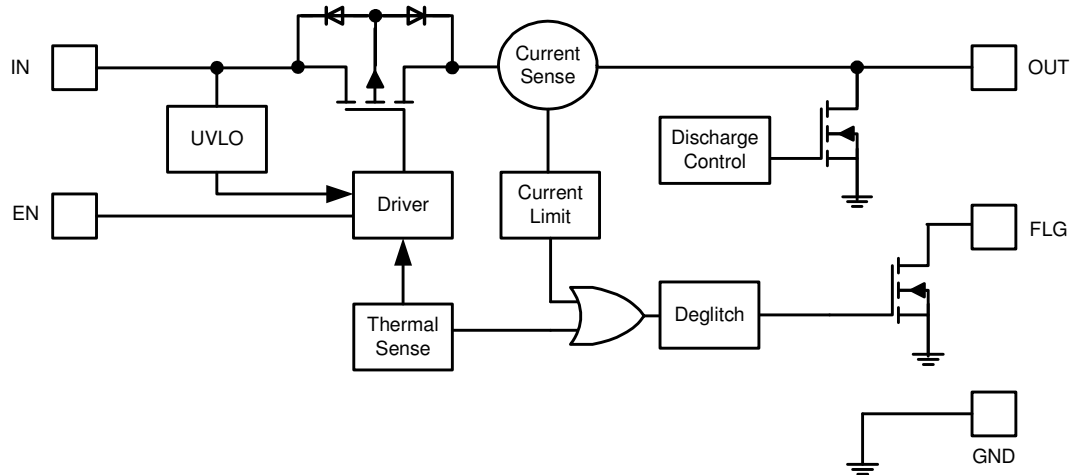 IN
Current
Sense
OUT
UVLO
Discharge
Control
EN
Driver
Current
Limit
FLG
Thermal
Sense
Deglitch
GND